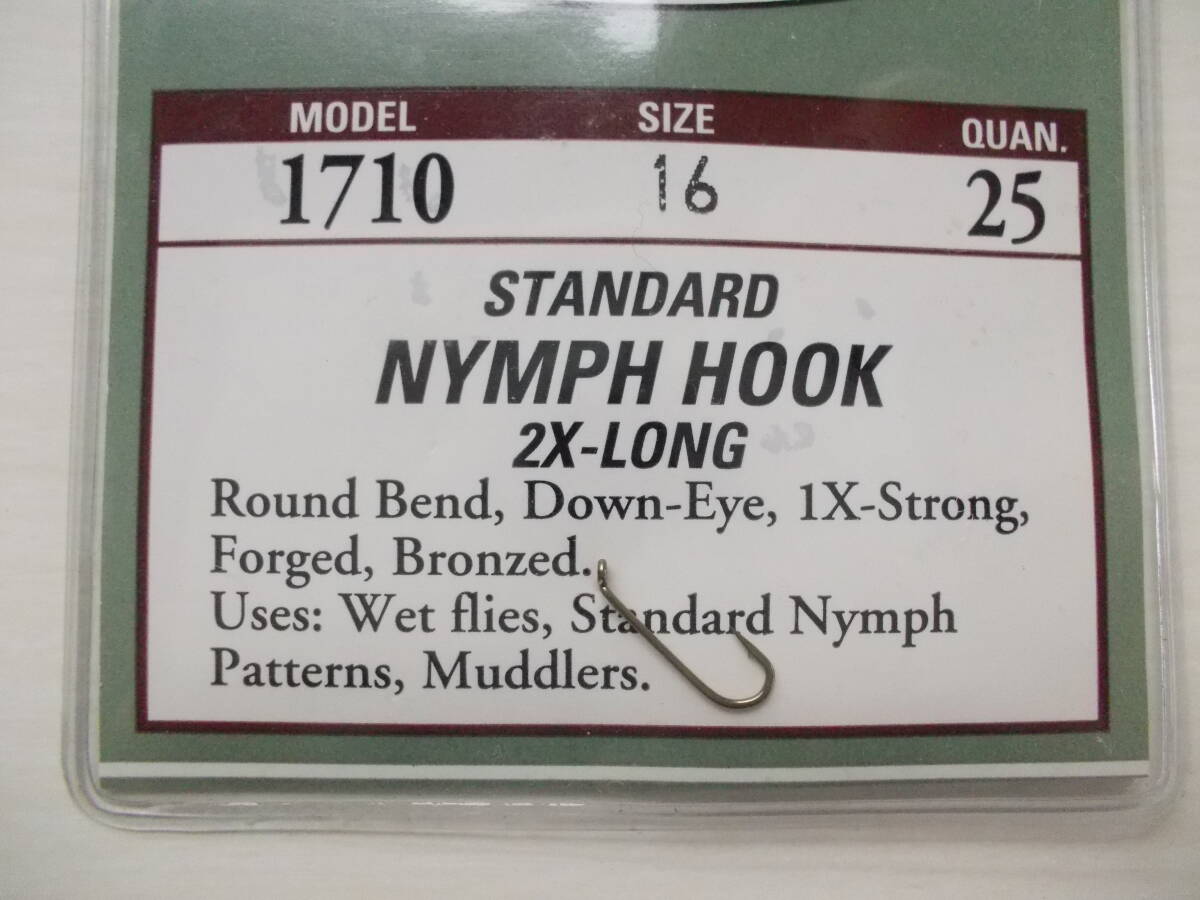 MODEL SIZE QUAN.
1710 16 25
STANDARD
NYMPH HOOK
2X-LONG
Round Bend, Down-Eye, 1X-Strong,
Forged, Bronzed.
Uses: Wet flies, Standard Nymph
Patterns, Muddlers.